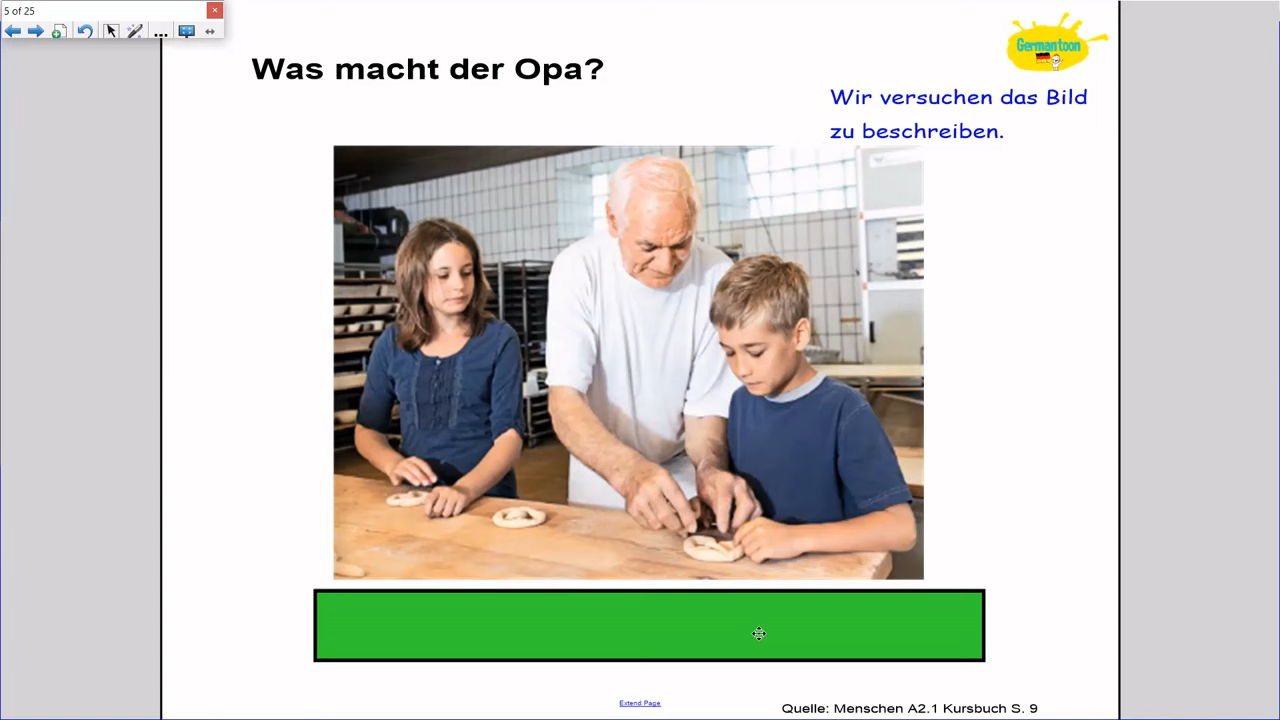 5 of 25
Was macht der Opa?
Germantoon
Wir versuchen das Bild
zu beschreiben.
Extend Page
Quelle: Menschen A2.1 Kursbuch S. 9